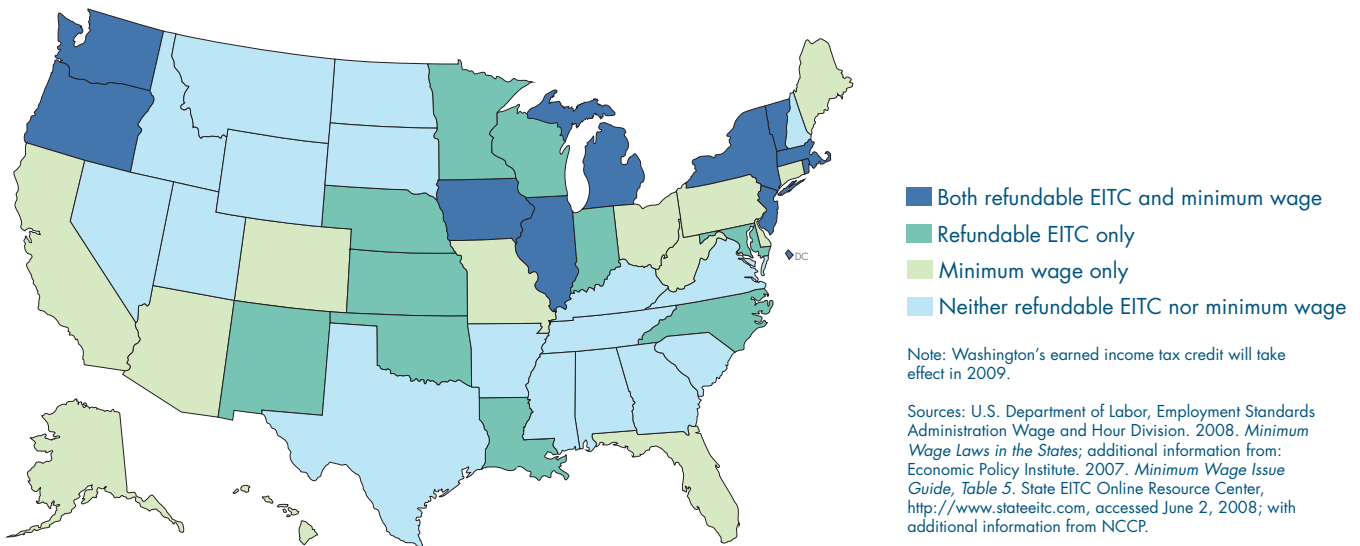 DC
Both refundable EITC and minimum wage
Refundable EITC only
Minimum wage only
Neither refundable EITC nor minimum wage
Note: Washington’s earned income tax credit will take
effect in 2009.
Sources: U.S. Department of Labor, Employment Standards
Administration Wage and Hour Division. 2008. Minimum
Wage Laws in the States; additional information from:
Economic Policy Institute. 2007. Minimum Wage Issue
Guide, Table 5. State EITC Online Resource Center,
http://www.stateeitc.com, accessed June 2, 2008; with
additional information from NCCP.